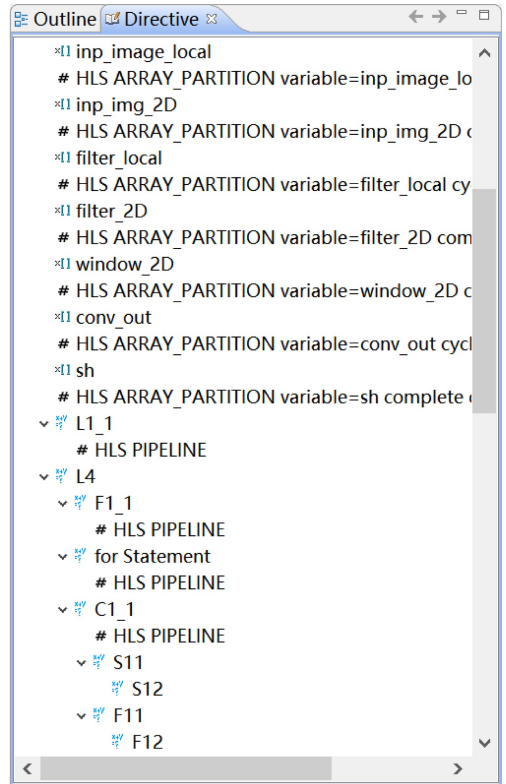 Outline Directive
inp_image_local
# HLS ARRAY_PARTITION variable=inp_image_lo
inp_img_2D
# HLS ARRAY_PARTITION variable=inp_img_2D c
filter_local
# HLS ARRAY_PARTITION variable=filter_local cy
filter_2D
# HLS ARRAY_PARTITION variable=filter_2D com
window_2D
# HLS ARRAY_PARTITION variable=window_2D c
conv_out
# HLS ARRAY_PARTITION variable=conv_out cycl
sh
# HLS ARRAY_PARTITION variable=sh complete
L1_1
# HLS PIPELINE
L4
F1_1
# HLS PIPELINE
for Statement
# HLS PIPELINE
C1_1
# HLS PIPELINE
S11
S12
F11
F12